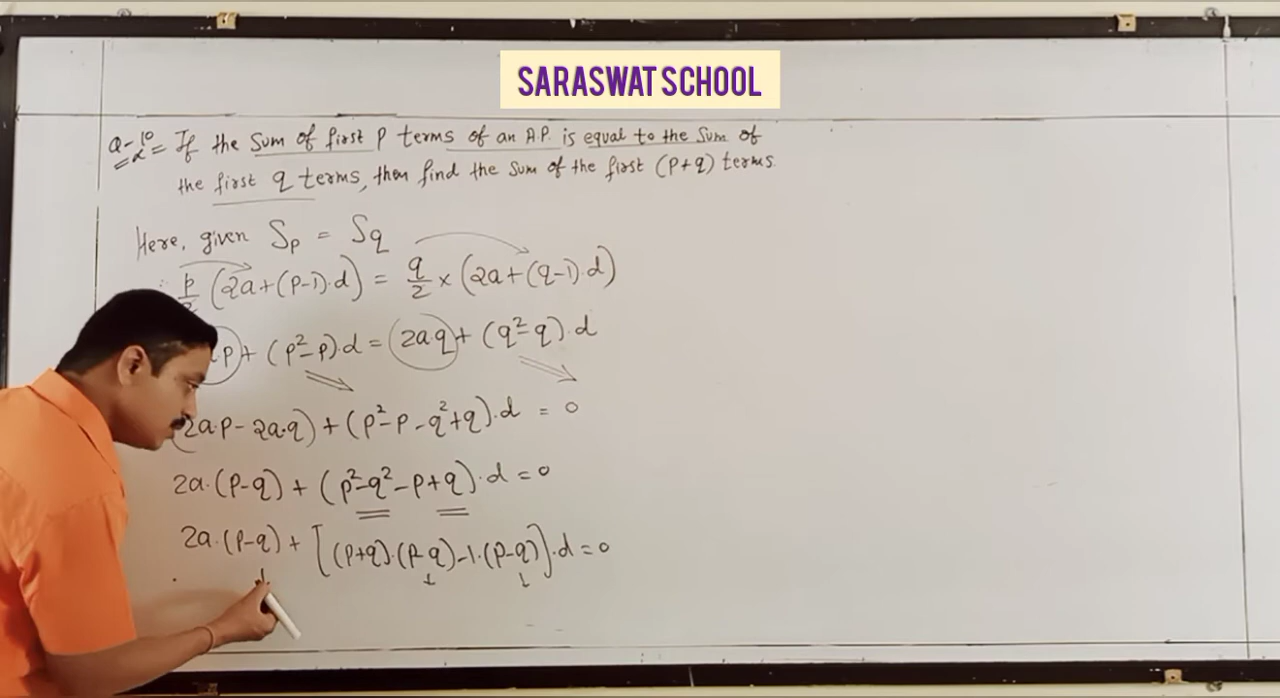 SARASWAT SCHOOL
Q-10 = If the Sum of first P terms of an A.P. is equal to the Sum of
the first q terms, then find the Sum of the first (P+q) terms.
Here, given Sp = Sq
p/2 (2a+(p-1)·d) = q/2 × (2a+(q-1)·d)
p) + (p²-p)·d = (2a·q) + (q²-q)·d
(2a·p - 2a·q) + (p²-p-q²+q)·d = 0
2a·(p-q) + (p²-q²-p+q)·d = 0
2a·(p-q) + [(p+q)·(p-q)-1·(p-q)]·d = 0